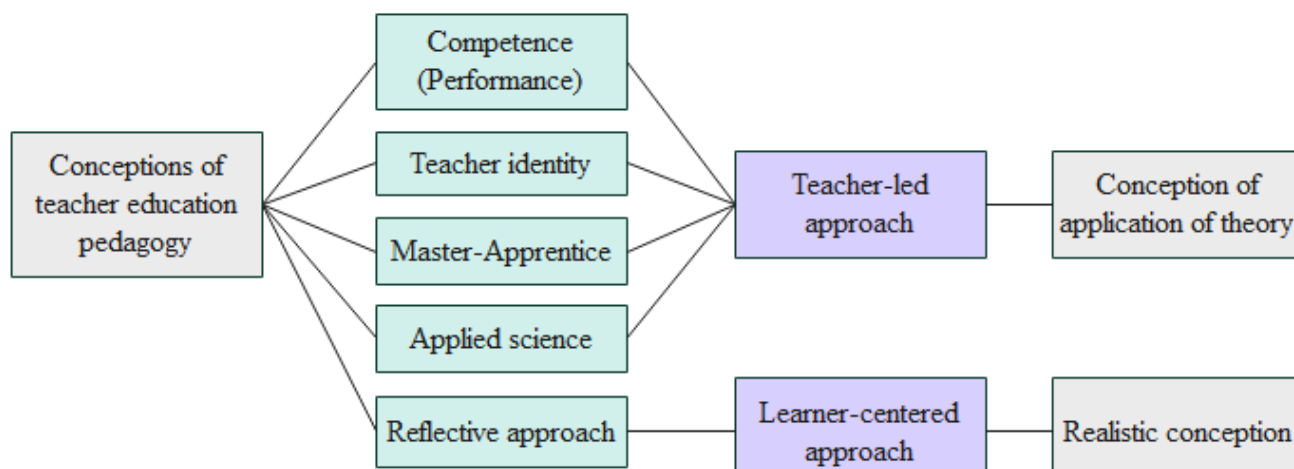 Conceptions of
teacher education
pedagogy
Competence
(Performance)
Teacher identity
Master-Apprentice
Applied science
Reflective approach
Teacher-led
approach
Learner-centered
approach
Conception of
application of theory
Realistic conception